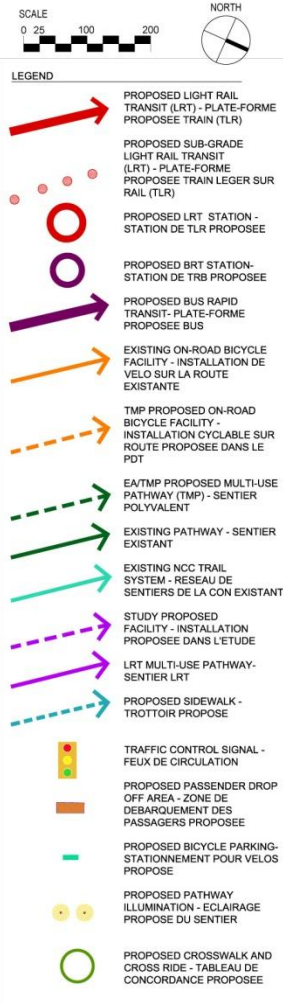 SCALE
0 25 100 200
NORTH
LEGEND
PROPOSED LIGHT RAIL
TRANSIT (LRT) - PLATE-FORME
PROPOSEE TRAIN (TLR)
PROPOSED SUB-GRADE
LIGHT RAIL TRANSIT
(LRT) - PLATE-FORME
PROPOSEE TRAIN LEGER SUR
RAIL (TLR)
PROPOSED LRT STATION -
STATION DE TLR PROPOSEE
PROPOSED BRT STATION-
STATION DE TRB PROPOSEE
PROPOSED BUS RAPID
TRANSIT- PLATE-FORME
PROPOSEE BUS
EXISTING ON-ROAD BICYCLE
FACILITY - INSTALLATION DE
VELO SUR LA ROUTE
EXISTANTE
TMP PROPOSED ON-ROAD
BICYCLE FACILITY -
INSTALLATION CYCLABLE SUR
ROUTE PROPOSEE DANS LE
PDT
EA/TMP PROPOSED MULTI-USE
PATHWAY (TMP) - SENTIER
POLYVALENT
EXISTING PATHWAY - SENTIER
EXISTANT
EXISTING NCC TRAIL
SYSTEM - RESEAU DE
SENTIERS DE LA CON EXISTANT
STUDY PROPOSED
FACILITY - INSTALLATION
PROPOSEE DANS L'ETUDE
LRT MULTI-USE PATHWAY-
SENTIER LRT
PROPOSED SIDEWALK -
TROTTOIR PROPOSE
TRAFFIC CONTROL SIGNAL -
FEUX DE CIRCULATION
PROPOSED PASSENDER DROP
OFF AREA - ZONE DE
DEBARQUEMENT DES
PASSAGERS PROPOSEE
PROPOSED BICYCLE PARKING-
STATIONNEMENT POUR VELOS
PROPOSE
PROPOSED PATHWAY
ILLUMINATION - ECLAIRAGE
PROPOSE DU SENTIER
PROPOSED CROSSWALK AND
CROSS RIDE - TABLEAU DE
CONCORDANCE PROPOSEE